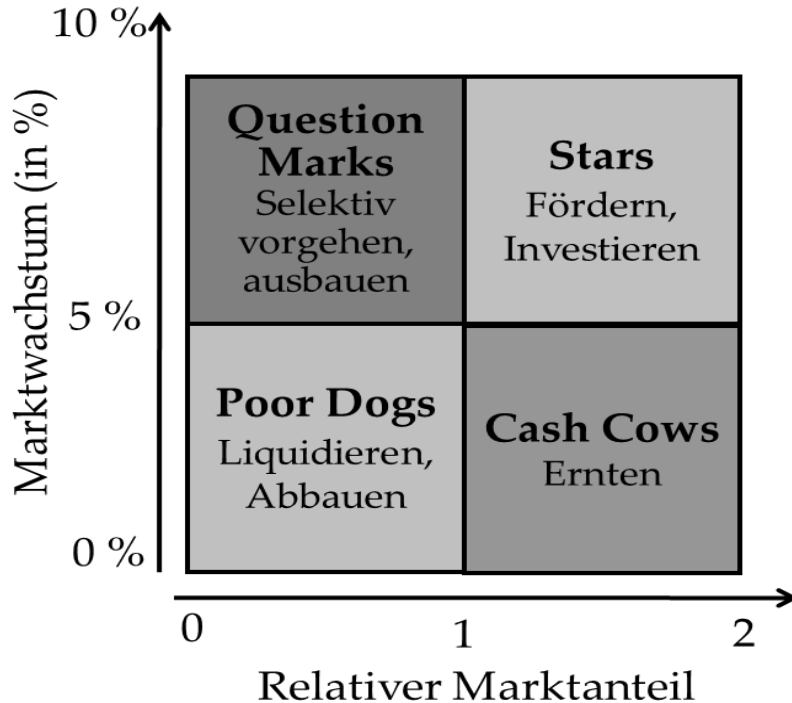 10 %
Marktwachstum (in %)
Question
Marks
Selektiv
vorgehen,
ausbauen
Stars
Fördern,
Investieren
5 %
Poor Dogs
Liquidieren,
Abbauen
Cash Cows
Ernten
0 %
0
1
2
Relativer Marktanteil